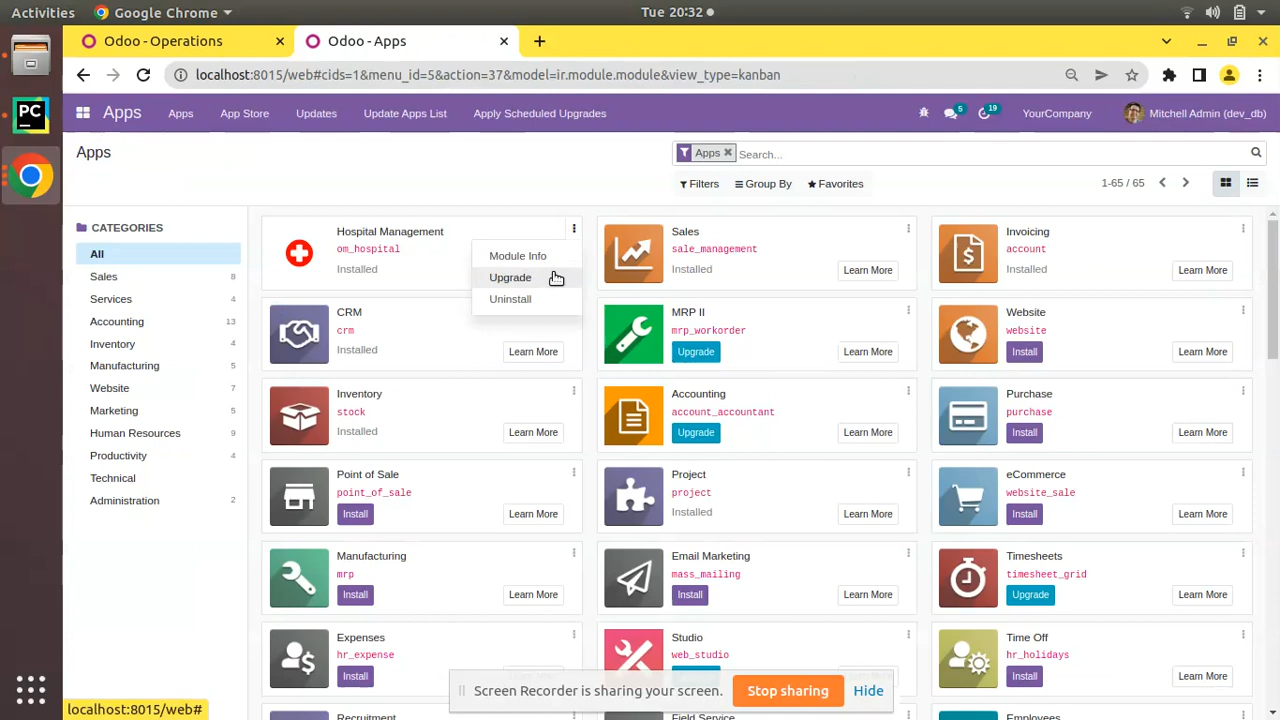 Activities Google Chrome Tue 20:32
Odoo - Operations Odoo - Apps
localhost:8015/web#cids=1&menu_id=5&action=37&model=ir.module.module&view_type=kanban
PC
Apps Apps App Store Updates Update Apps List Apply Scheduled Upgrades 5 19 YourCompany Mitchell Admin (dev_db)
Apps
Apps Search...
Filters Group By Favorites 1-65 / 65
CATEGORIES
All
Sales 8
Services 4
Accounting 13
Inventory 4
Manufacturing 5
Website 7
Marketing 5
Human Resources 9
Productivity 4
Technical
Administration 2
Hospital Management
om_hospital
Installed
Module Info
Upgrade
Uninstall
Sales
sale_management
Installed Learn More
Invoicing
account
Installed Learn More
CRM
crm
Installed Learn More
MRP II
mrp_workorder
Upgrade Learn More
Website
website
Install Learn More
Inventory
stock
Installed Learn More
Accounting
account_accountant
Upgrade Learn More
Purchase
purchase
Install Learn More
Point of Sale
point_of_sale
Install Learn More
Project
project
Installed Learn More
eCommerce
website_sale
Install Learn More
Manufacturing
mrp
Install Learn More
Email Marketing
mass_mailing
Install Learn More
Timesheets
timesheet_grid
Upgrade Learn More
Expenses
hr_expense
Install
Studio
web_studio
Time Off
hr_holidays
Install Learn More
Recruitment
Field Service
Employees
Screen Recorder is sharing your screen. Stop sharing Hide
localhost:8015/web#